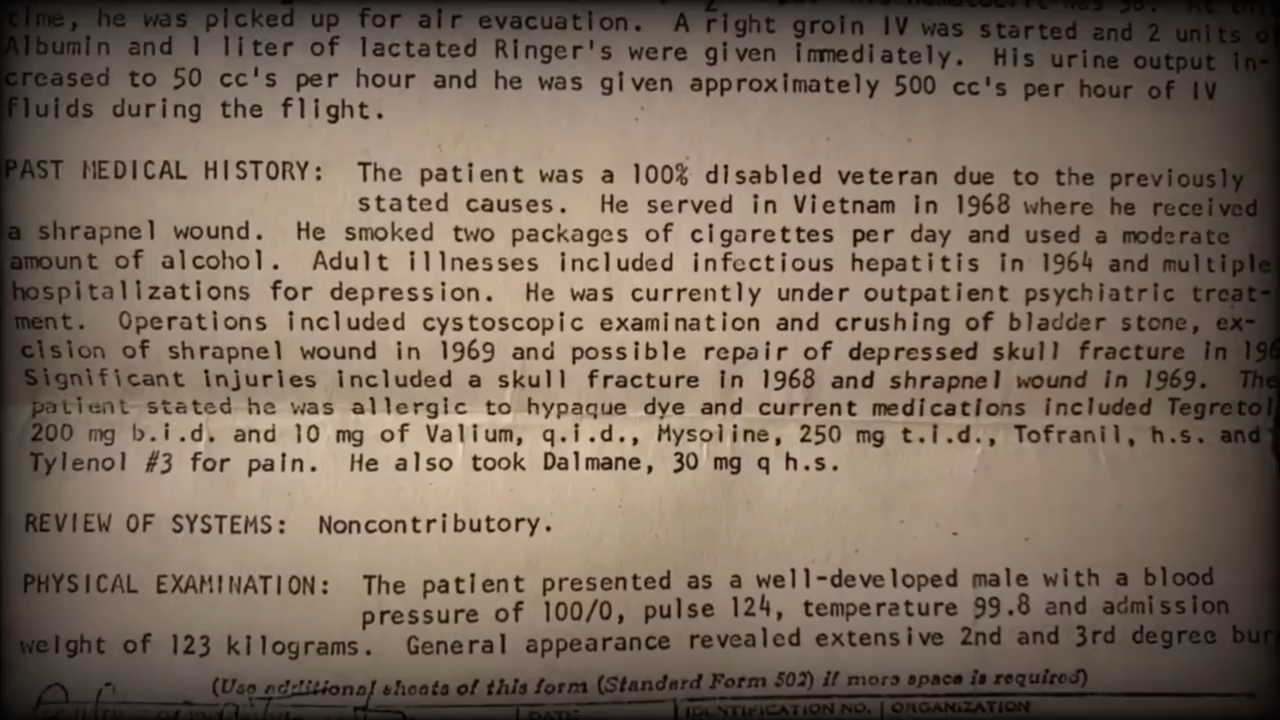 time, he was picked up for air evacuation. A right groin IV was started and 2 units of
Albumin and 1 liter of lactated Ringer's were given immediately. His urine output in-
creased to 50 cc's per hour and he was given approximately 500 cc's per hour of IV
fluids during the flight.
PAST MEDICAL HISTORY: The patient was a 100% disabled veteran due to the previously
stated causes. He served in Vietnam in 1968 where he received
a shrapnel wound. He smoked two packages of cigarettes per day and used a moderate
amount of alcohol. Adult illnesses included infectious hepatitis in 1964 and multiple
hospitalizations for depression. He was currently under outpatient psychiatric treat-
ment. Operations included cystoscopic examination and crushing of bladder stone, ex-
cision of shrapnel wound in 1969 and possible repair of depressed skull fracture in
Significant injuries included a skull fracture in 1968 and shrapnel wound in 1969. The
patient stated he was allergic to hypaque dye and current medications included Tegretol
200 mg b.i.d. and 10 mg of Valium, q.i.d., Mysoline, 250 mg t.i.d., Tofranil, h.s. and
Tylenol #3 for pain. He also took Dalmane, 30 mg q h.s.
REVIEW OF SYSTEMS: Noncontributory.
PHYSICAL EXAMINATION: The patient presented as a well-developed male with a blood
pressure of 100/0, pulse 124, temperature 99.8 and admission
weight of 123 kilograms. General appearance revealed extensive 2nd and 3rd degree
(Use additional sheets of this form (Standard Form 502) if more space is required)
DATE IDENTIFICATION NO. ORGANIZATION